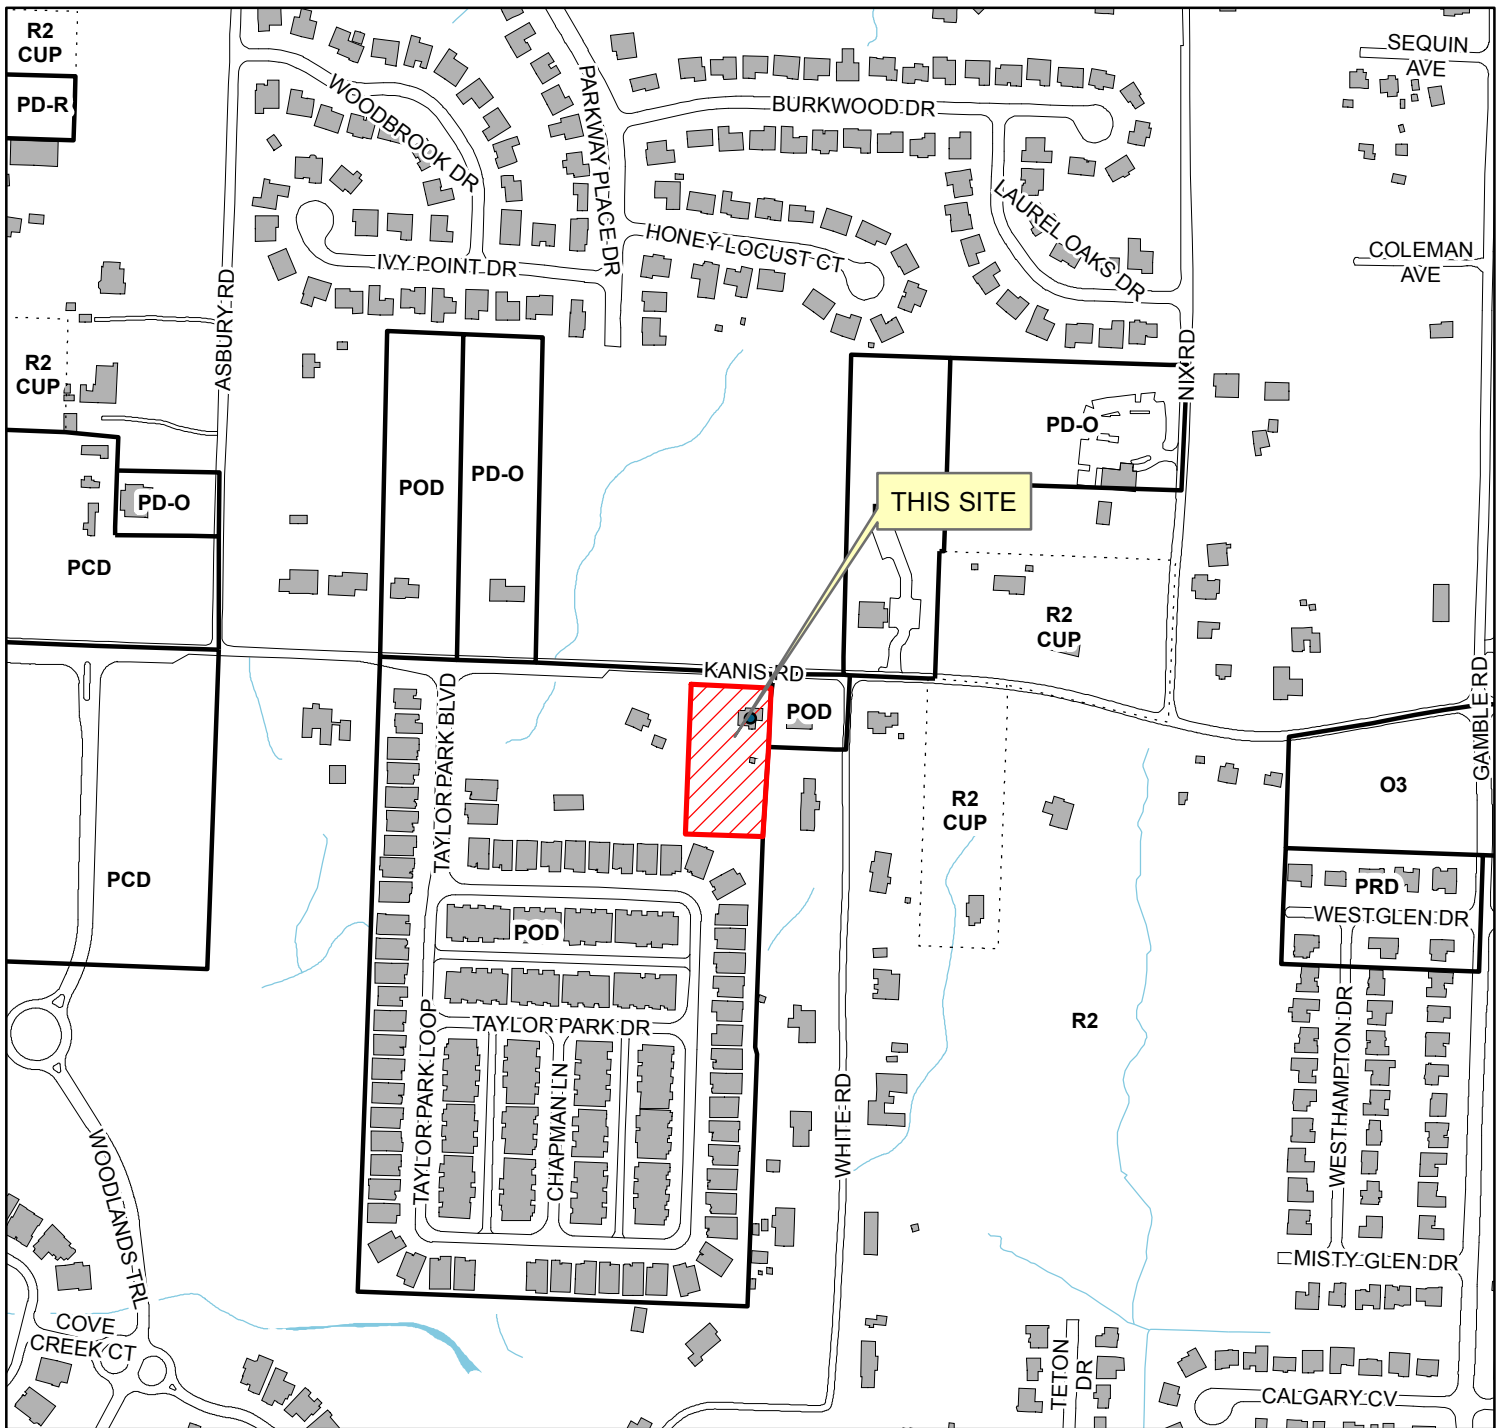 R2
CUP
SEQUIN
AVE
PD-R
WOODBROOK DR
PARKWAY PLACE DR
BURKWOOD DR
LAUREL OAKS DR
HONEY LOCUST CT
COLEMAN
AVE
IVY POINT DR
ASBURY RD
NIX RD
R2
CUP
PD-O
POD
PD-O
THIS SITE
PD-O
PCD
R2
CUP
KANIS RD
POD
TAYLOR PARK BLVD
GAMBLE RD
O3
R2
CUP
PCD
PRD
WEST GLEN DR
POD
TAYLOR PARK LOOP
TAYLOR PARK DR
R2
WESTHAMPTON DR
CHAPMAN LN
WHITE RD
WOODLANDS TRL
MISTY GLEN DR
COVE
CREEK CT
TETON
DR
CALGARY CV